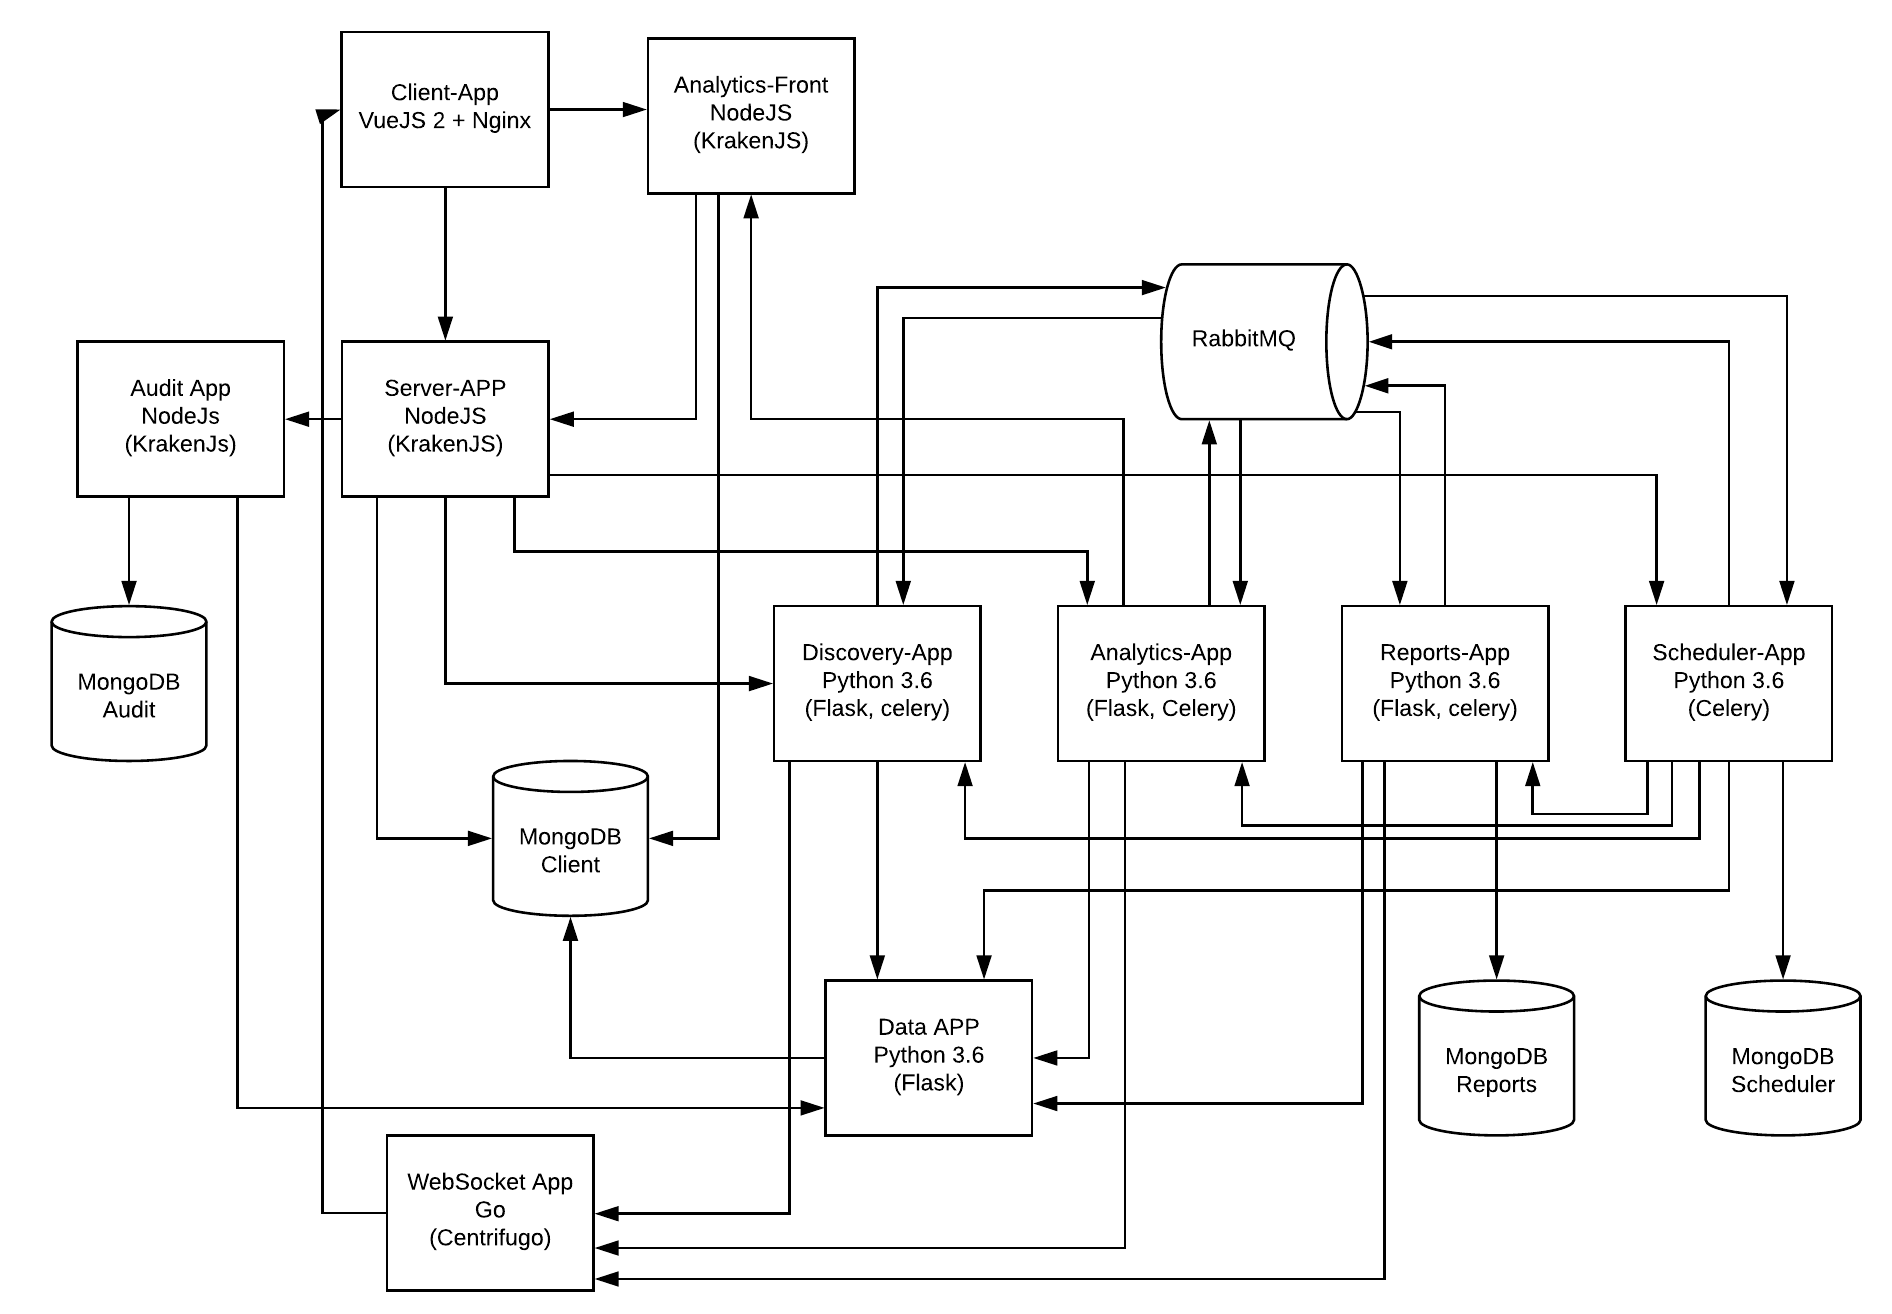 Client-App
VueJS 2 + Nginx
Analytics-Front
NodeJS
(KrakenJS)
RabbitMQ
Audit App
NodeJs
(KrakenJs)
Server-APP
NodeJS
(KrakenJS)
MongoDB
Audit
Discovery-App
Python 3.6
(Flask, celery)
Analytics-App
Python 3.6
(Flask, Celery)
Reports-App
Python 3.6
(Flask, celery)
Scheduler-App
Python 3.6
(Celery)
MongoDB
Client
Data APP
Python 3.6
(Flask)
MongoDB
Reports
MongoDB
Scheduler
WebSocket App
Go
(Centrifugo)